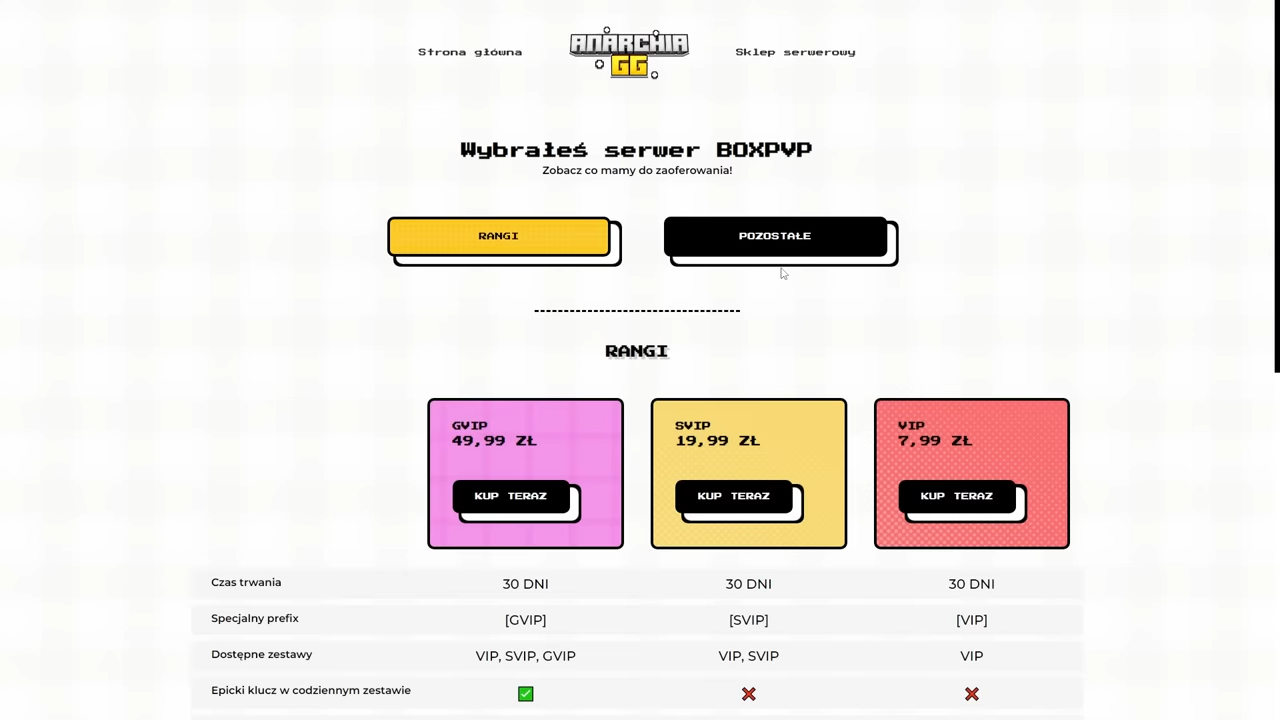 Strona główna
ANARCHIA
GG
Sklep serwerowy
Wybrałeś serwer BOXPVP
Zobacz co mamy do zaoferowania!
RANGI
POZOSTAŁE
RANGI
GVIP
49,99 ZŁ
KUP TERAZ
SVIP
19,99 ZŁ
KUP TERAZ
VIP
7,99 ZŁ
KUP TERAZ
Czas trwania 30 DNI 30 DNI 30 DNI
Specjalny prefix [GVIP] [SVIP] [VIP]
Dostępne zestawy VIP, SVIP, GVIP VIP, SVIP VIP
Epicki klucz w codziennym zestawie